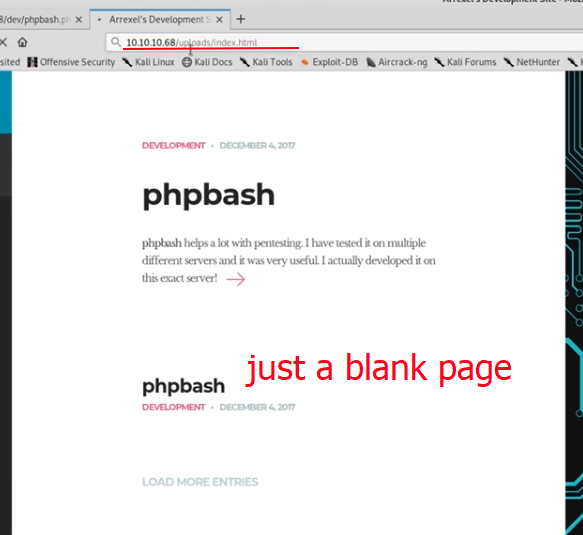 Arrexel's Development Site - Moz
8/dev/phpbash.ph
Arrexel's Development S
10.10.10.68/uploads/index.html
sited
Offensive Security
Kali Linux
Kali Docs
Kali Tools
Exploit-DB
Aircrack-ng
Kali Forums
NetHunter
K
DEVELOPMENT • DECEMBER 4, 2017
phpbash
phpbash helps a lot with pentesting. I have tested it on multiple
different servers and it was very useful. I actually developed it on
this exact server!
just a blank page
phpbash
DEVELOPMENT • DECEMBER 4, 2017
LOAD MORE ENTRIES